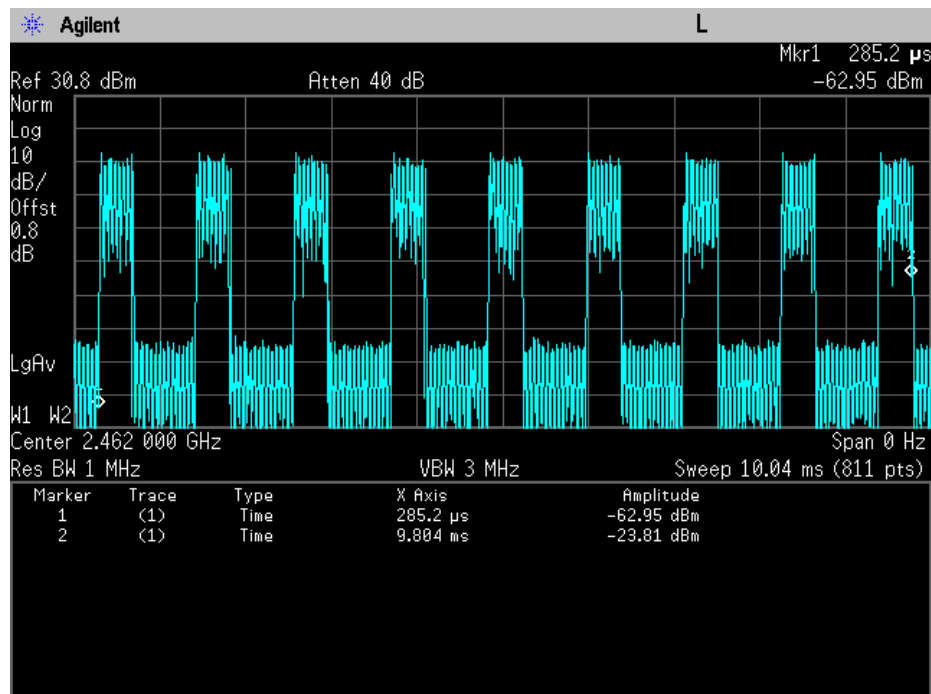 Agilent L
Mkr1 285.2 µs
Ref 30.8 dBm Atten 40 dB -62.95 dBm
Norm
Log
10
dB/
Offst
0.8
dB
2
LgAv
W1 W2
Center 2.462 000 GHz Span 0 Hz
Res BW 1 MHz VBW 3 MHz Sweep 10.04 ms (811 pts)
Marker Trace Type X Axis Amplitude
1 (1) Time 285.2 µs -62.95 dBm
2 (1) Time 9.804 ms -23.81 dBm